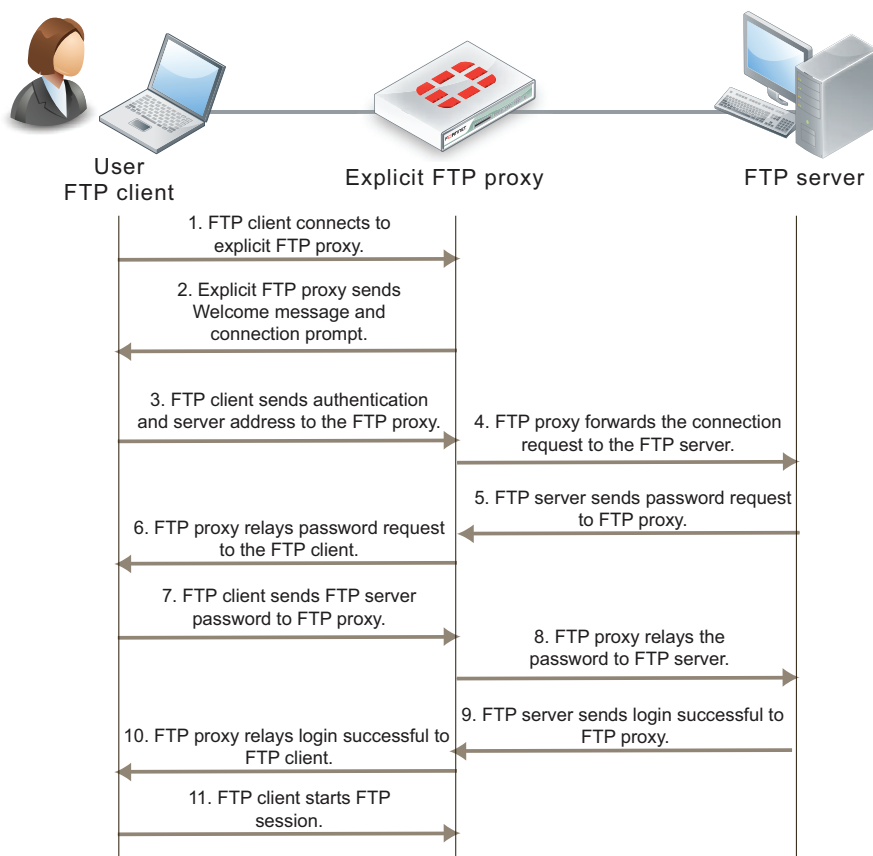 FORTINET
User
FTP client
Explicit FTP proxy
FTP server
1. FTP client connects to
explicit FTP proxy.
2. Explicit FTP proxy sends
Welcome message and
connection prompt.
3. FTP client sends authentication
and server address to the FTP proxy.
4. FTP proxy forwards the connection
request to the FTP server.
5. FTP server sends password request
to FTP proxy.
6. FTP proxy relays password request
to the FTP client.
7. FTP client sends FTP server
password to FTP proxy.
8. FTP proxy relays the
password to FTP server.
9. FTP server sends login successful to
FTP proxy.
10. FTP proxy relays login successful to
FTP client.
11. FTP client starts FTP
session.